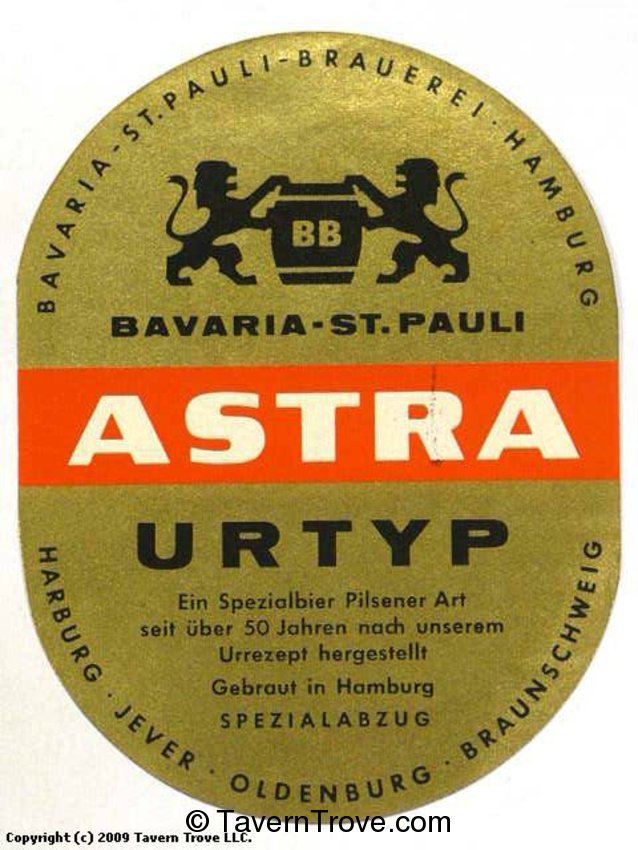 BAVARIA-ST.PAULI-BRAUEREI·HAMBURG
BB
BAVARIA-ST.PAULI
ASTRA
URTYP
Ein Spezialbier Pilsener Art
seit über 50 Jahren nach unserem
Urrezept hergestellt
Gebraut in Hamburg
SPEZIALABZUG
HARBURG · JEVER · OLDENBURG · BRAUNSCHWEIG
© TavernTrove.com
Copyright (c) 2009 Tavern Trove LLC.